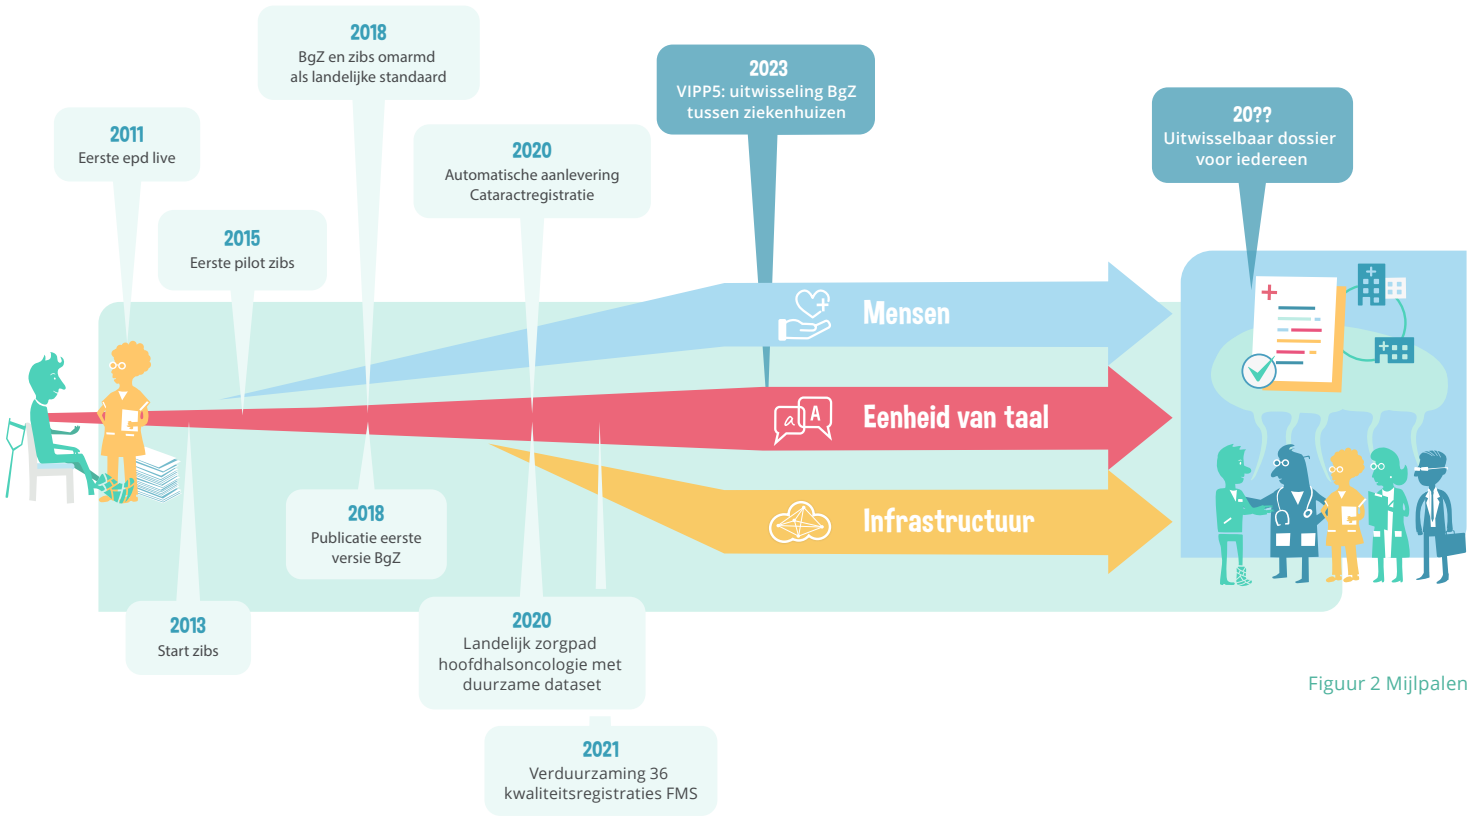 2018
BgZ en zibs omarmd
als landelijke standaard
2023
VIPP5: uitwisseling BgZ
tussen ziekenhuizen
20??
Uitwisselbaar dossier
voor iedereen
2011
Eerste epd live
2020
Automatische aanlevering
Cataractregistratie
2015
Eerste pilot zibs
Mensen
a A
Eenheid van taal
Infrastructuur
2018
Publicatie eerste
versie BgZ
2013
Start zibs
2020
Landelijk zorgpad
hoofdhalsoncologie met
duurzame dataset
Figuur 2 Mijlpalen
2021
Verduurzaming 36
kwaliteitsregistraties FMS